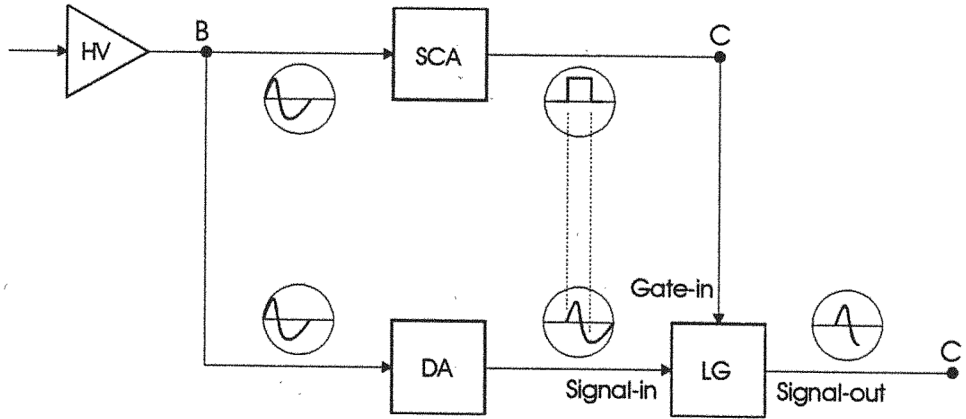 HV
B
SCA
C
Gate-in
DA
Signal-in
LG
Signal-out
C